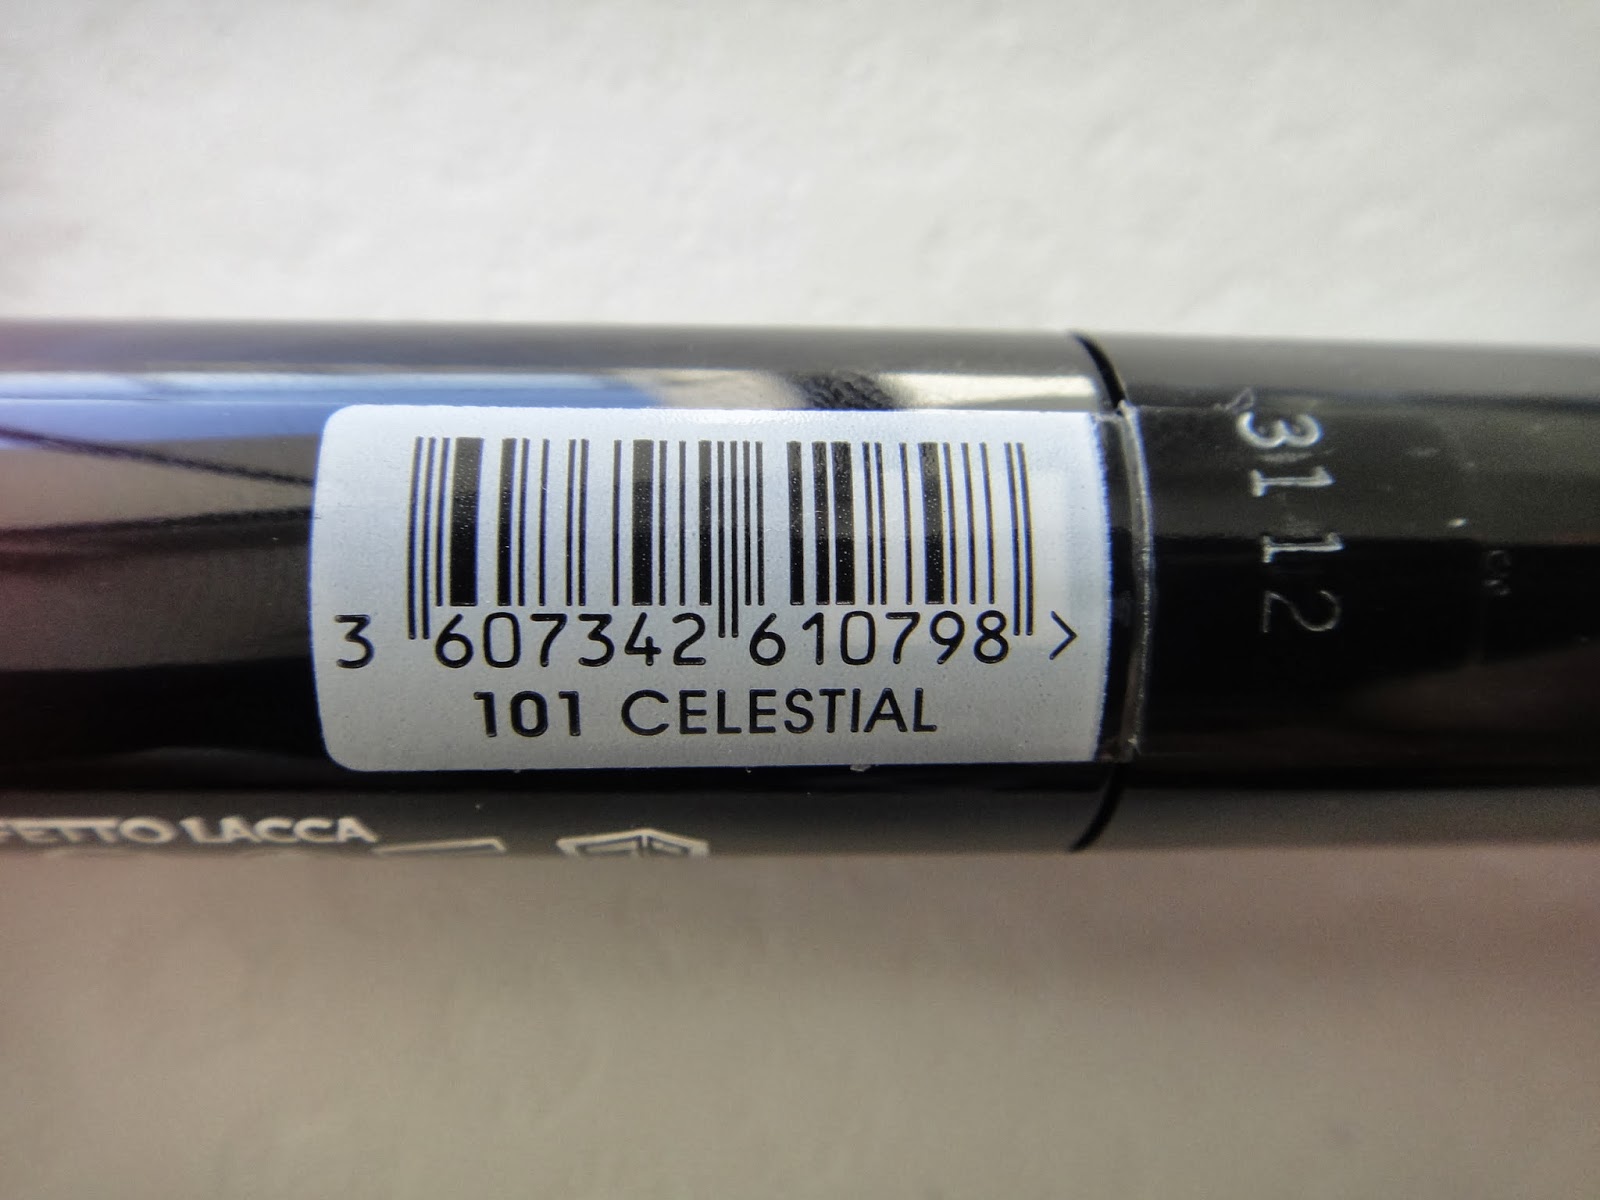 3 607342 610798 >
101 CELESTIAL
3112
FETTO LACCA